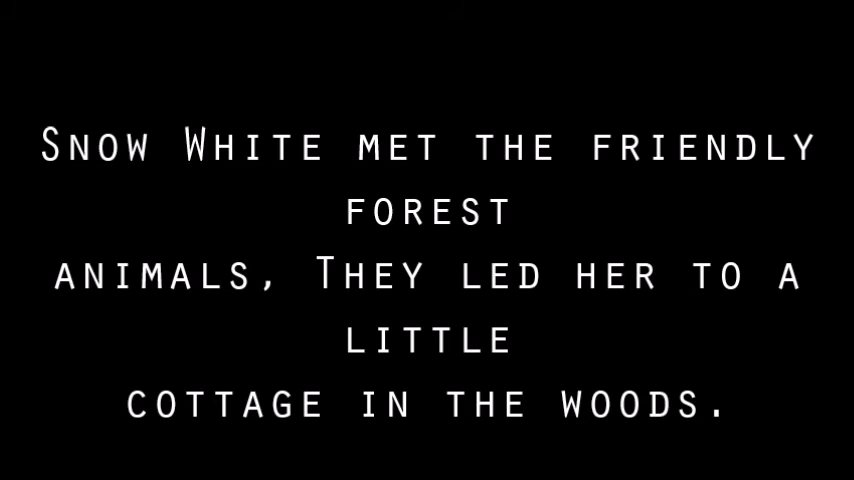 Snow White met the friendly
forest
animals, They led her to a
little
cottage in the woods.